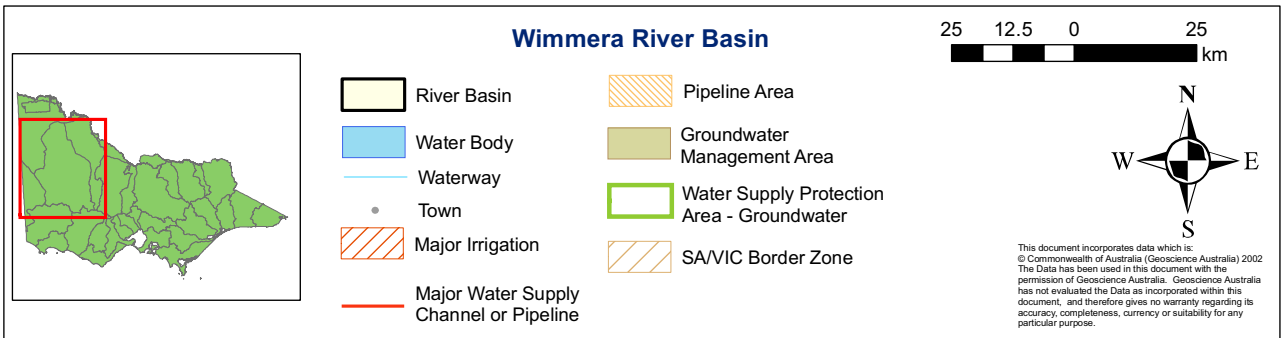 Wimmera River Basin
25 12.5 0 25
km
River Basin
Water Body
Waterway
Town
Major Irrigation
Major Water Supply
Channel or Pipeline
Pipeline Area
Groundwater
Management Area
Water Supply Protection
Area - Groundwater
SA/VIC Border Zone
N
W E
S
This document incorporates data which is:
© Commonwealth of Australia (Geoscience Australia) 2002
The Data has been used in this document with the
permission of Geoscience Australia. Geoscience Australia
has not evaluated the Data as incorporated within this
document, and therefore gives no warranty regarding its
accuracy, completeness, currency or suitability for any
particular purpose.